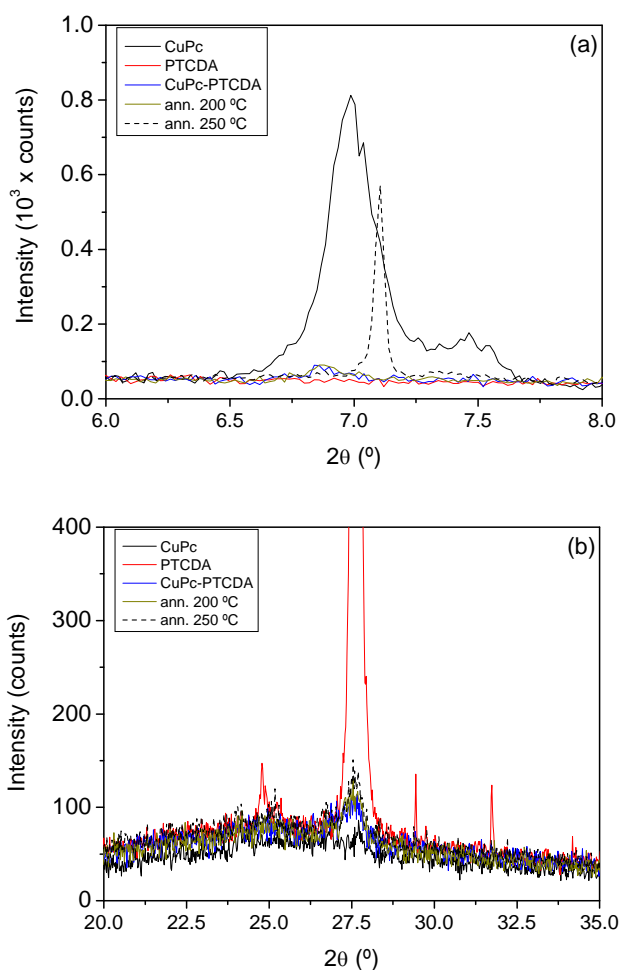 1.0
(a)
CuPc
PTCDA
CuPc-PTCDA
ann. 200 ºC
ann. 250 ºC
0.8
0.6
0.4
0.2
0.0
Intensity (10³ x counts)
6.0 6.5 7.0 7.5 8.0
2θ (º)
400
(b)
CuPc
PTCDA
CuPc-PTCDA
ann. 200 ºC
ann. 250 ºC
300
200
100
0
Intensity (counts)
20.0 22.5 25.0 27.5 30.0 32.5 35.0
2θ (º)